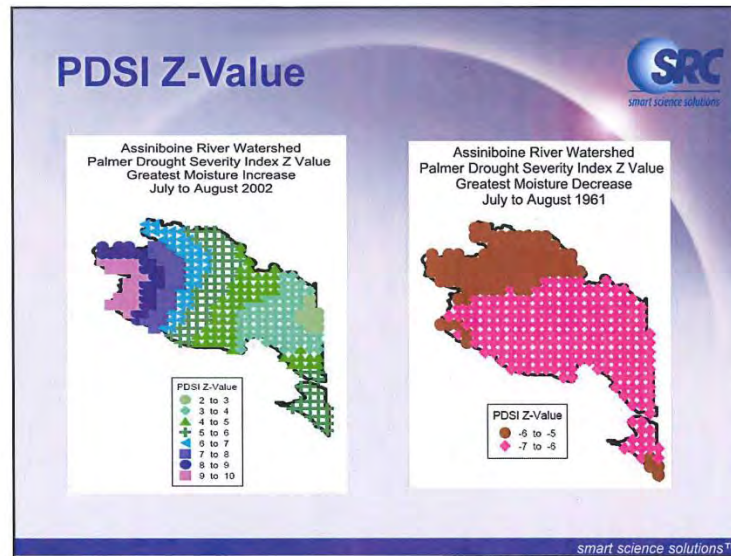 PDSI Z-Value
SRC
smart science solutions
Assiniboine River Watershed
Palmer Drought Severity Index Z Value
Greatest Moisture Increase
July to August 2002
PDSI Z-Value
2 to 3
3 to 4
4 to 5
5 to 6
6 to 7
7 to 8
8 to 9
9 to 10
Assiniboine River Watershed
Palmer Drought Severity Index Z Value
Greatest Moisture Decrease
July to August 1961
PDSI Z-Value
-6 to -5
-7 to -6
smart science solutions™